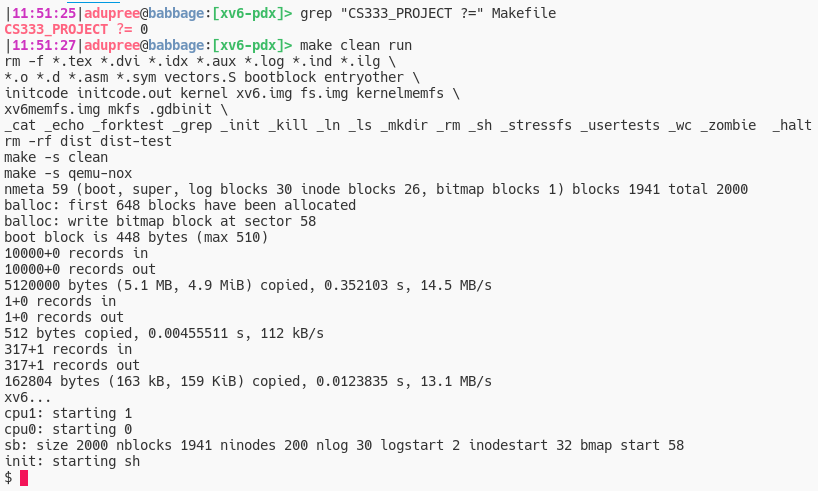 |11:51:25|adupree@babbage:[xv6-pdx]> grep "CS333_PROJECT ?=" Makefile
CS333_PROJECT ?= 0
|11:51:27|adupree@babbage:[xv6-pdx]> make clean run
rm -f *.tex *.dvi *.idx *.aux *.log *.ind *.ilg \
*.o *.d *.asm *.sym vectors.S bootblock entryother \
initcode initcode.out kernel xv6.img fs.img kernelmemfs \
xv6memfs.img mkfs .gdbinit \
_cat _echo _forktest _grep _init _kill _ln _ls _mkdir _rm _sh _stressfs _usertests _wc _zombie  _halt
rm -rf dist dist-test
make -s clean
make -s qemu-nox
nmeta 59 (boot, super, log blocks 30 inode blocks 26, bitmap blocks 1) blocks 1941 total 2000
balloc: first 648 blocks have been allocated
balloc: write bitmap block at sector 58
boot block is 448 bytes (max 510)
10000+0 records in
10000+0 records out
5120000 bytes (5.1 MB, 4.9 MiB) copied, 0.352103 s, 14.5 MB/s
1+0 records in
1+0 records out
512 bytes copied, 0.00455511 s, 112 kB/s
317+1 records in
317+1 records out
162804 bytes (163 kB, 159 KiB) copied, 0.0123835 s, 13.1 MB/s
xv6...
cpu1: starting 1
cpu0: starting 0
sb: size 2000 nblocks 1941 ninodes 200 nlog 30 logstart 2 inodestart 32 bmap start 58
init: starting sh
$